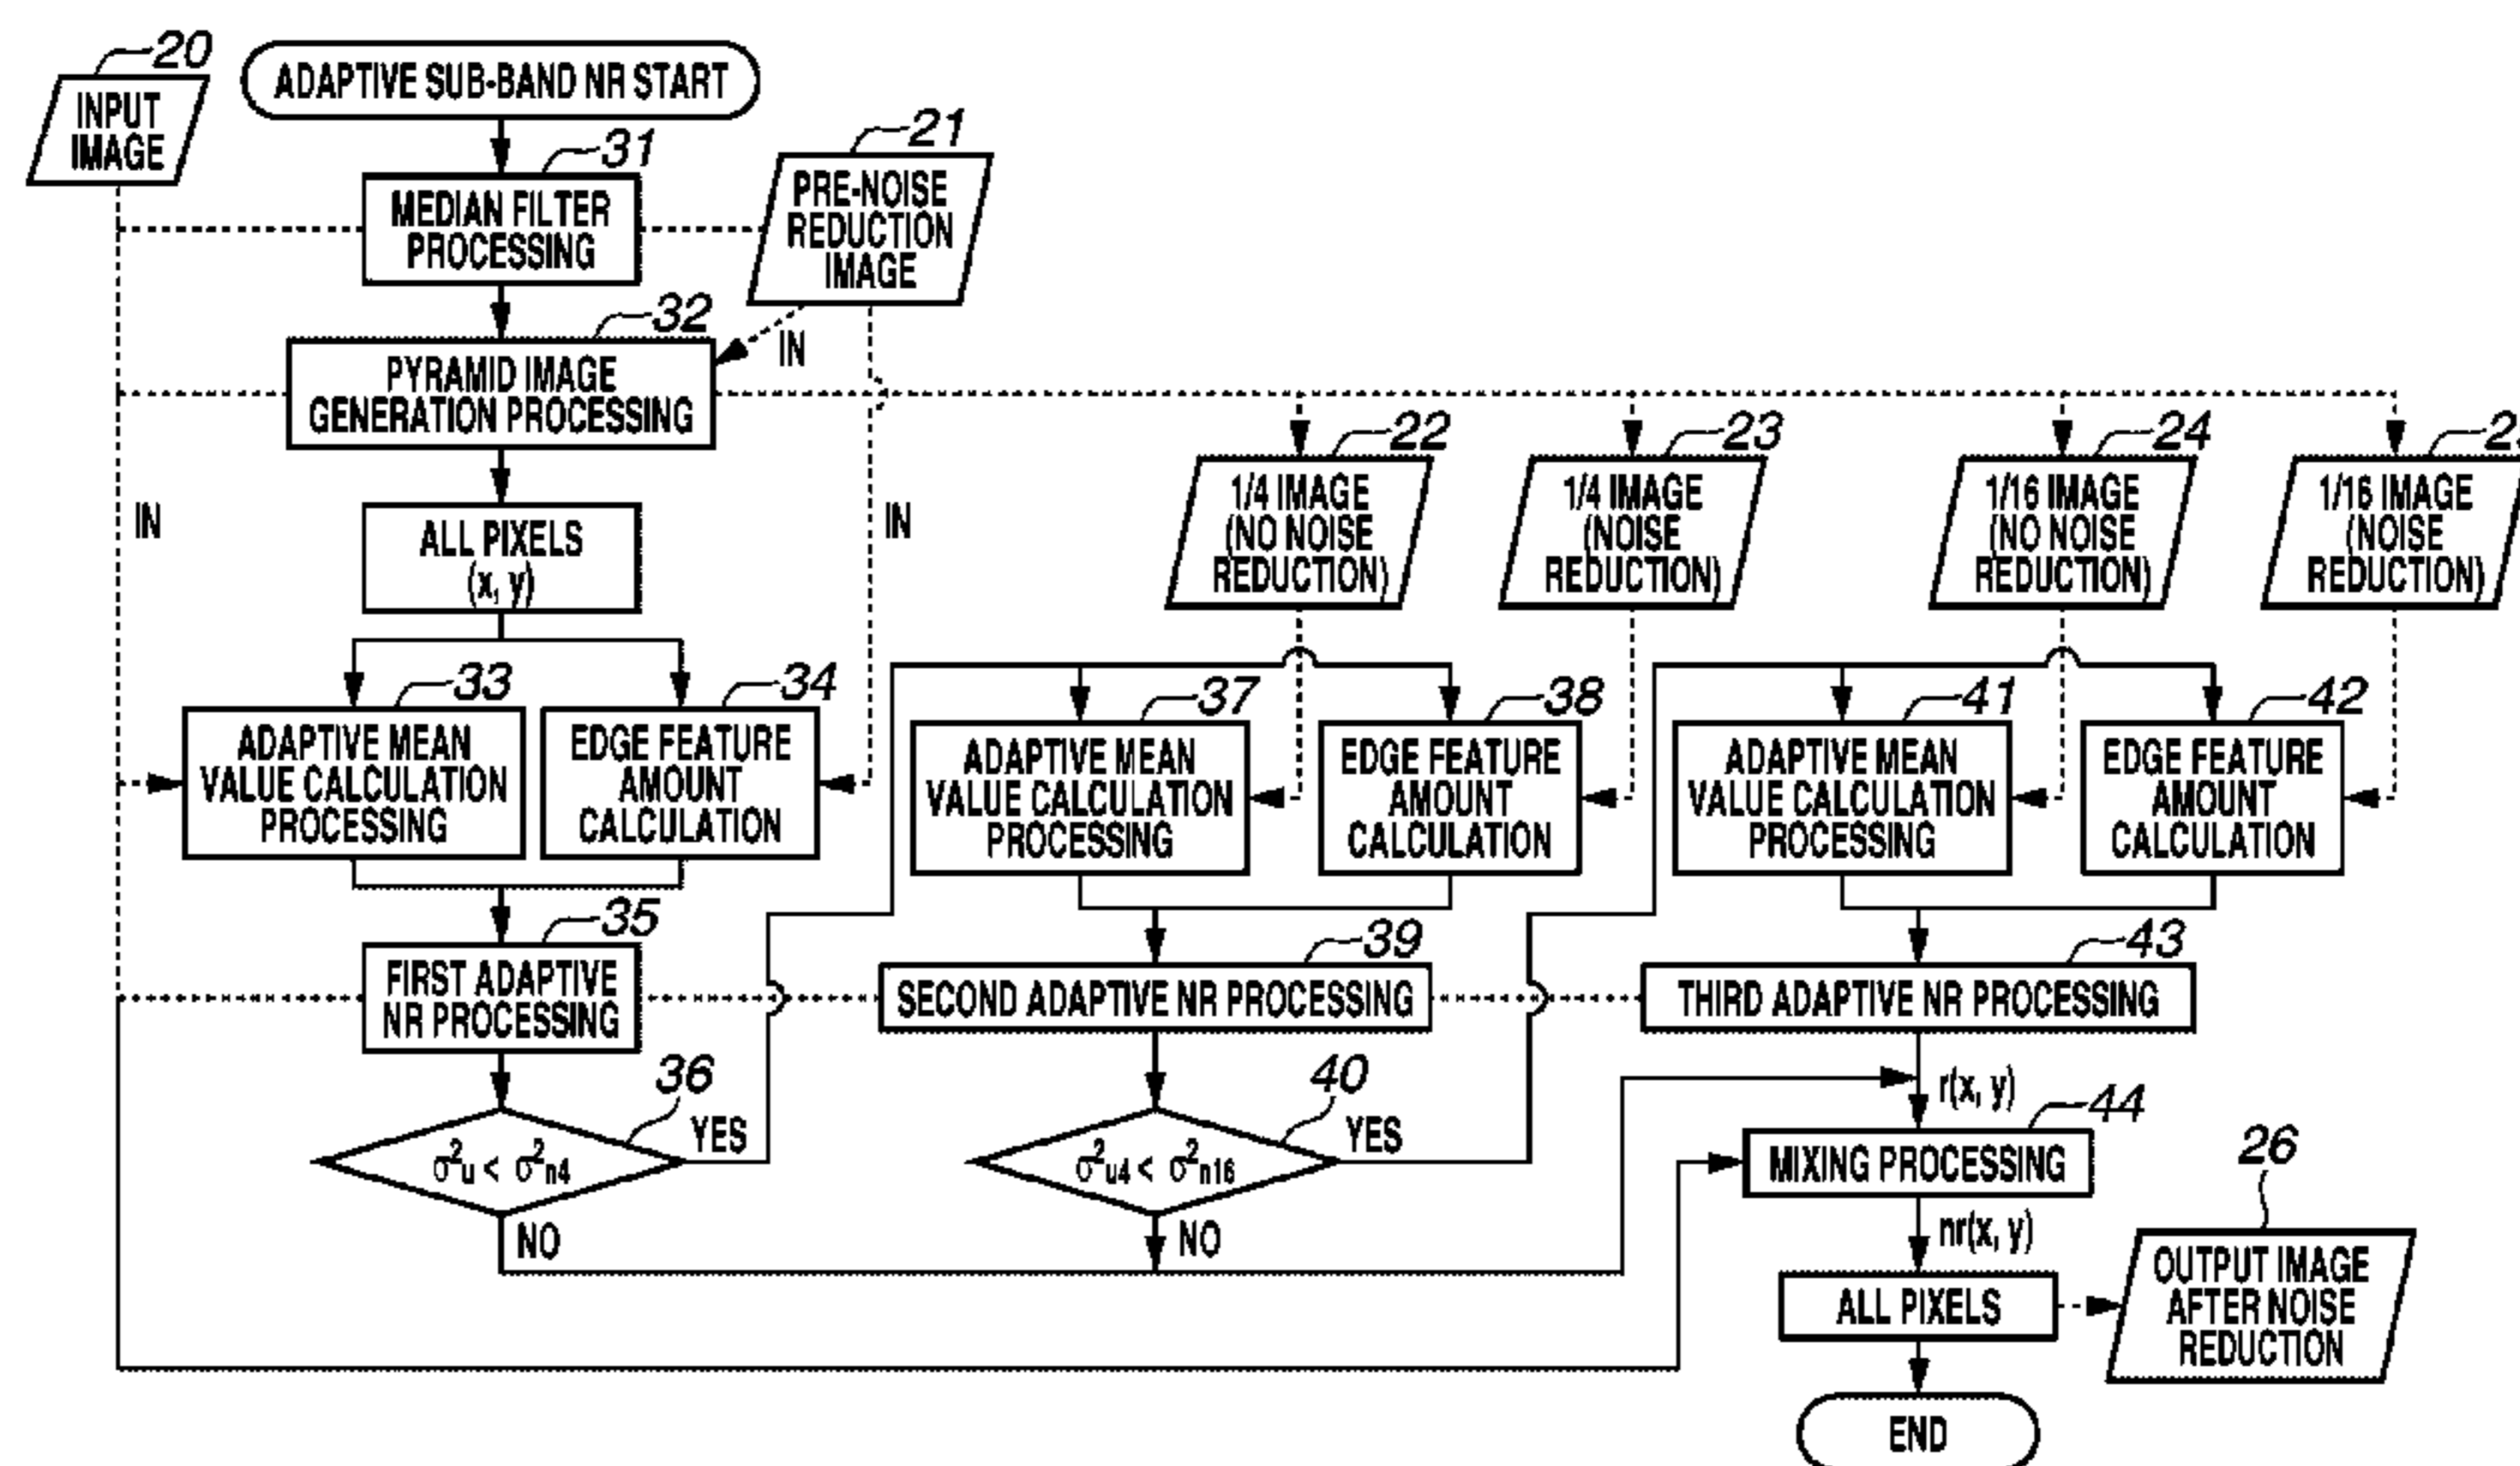 20
INPUT
IMAGE
ADAPTIVE SUB-BAND NR START
31
MEDIAN FILTER
PROCESSING
21
PRE-NOISE
REDUCTION
IMAGE
IN
32
PYRAMID IMAGE
GENERATION PROCESSING
IN
IN
ALL PIXELS
(x, y)
22
1/4 IMAGE
(NO NOISE
REDUCTION)
23
1/4 IMAGE
(NOISE
REDUCTION)
24
1/16 IMAGE
(NO NOISE
REDUCTION)
2
1/16 IMAGE
(NOISE
REDUCTION)
33
ADAPTIVE MEAN
VALUE CALCULATION
PROCESSING
34
EDGE FEATURE
AMOUNT
CALCULATION
37
ADAPTIVE MEAN
VALUE CALCULATION
PROCESSING
38
EDGE FEATURE
AMOUNT
CALCULATION
41
ADAPTIVE MEAN
VALUE CALCULATION
PROCESSING
42
EDGE FEATURE
AMOUNT
CALCULATION
35
FIRST ADAPTIVE
NR PROCESSING
39
SECOND ADAPTIVE NR PROCESSING
43
THIRD ADAPTIVE NR PROCESSING
36
σ²u < σ²n4
YES
NO
40
σ²u4 < σ²n16
YES
NO
r(x, y)
44
MIXING PROCESSING
nr(x, y)
26
OUTPUT IMAGE
AFTER NOISE
REDUCTION
ALL PIXELS
END